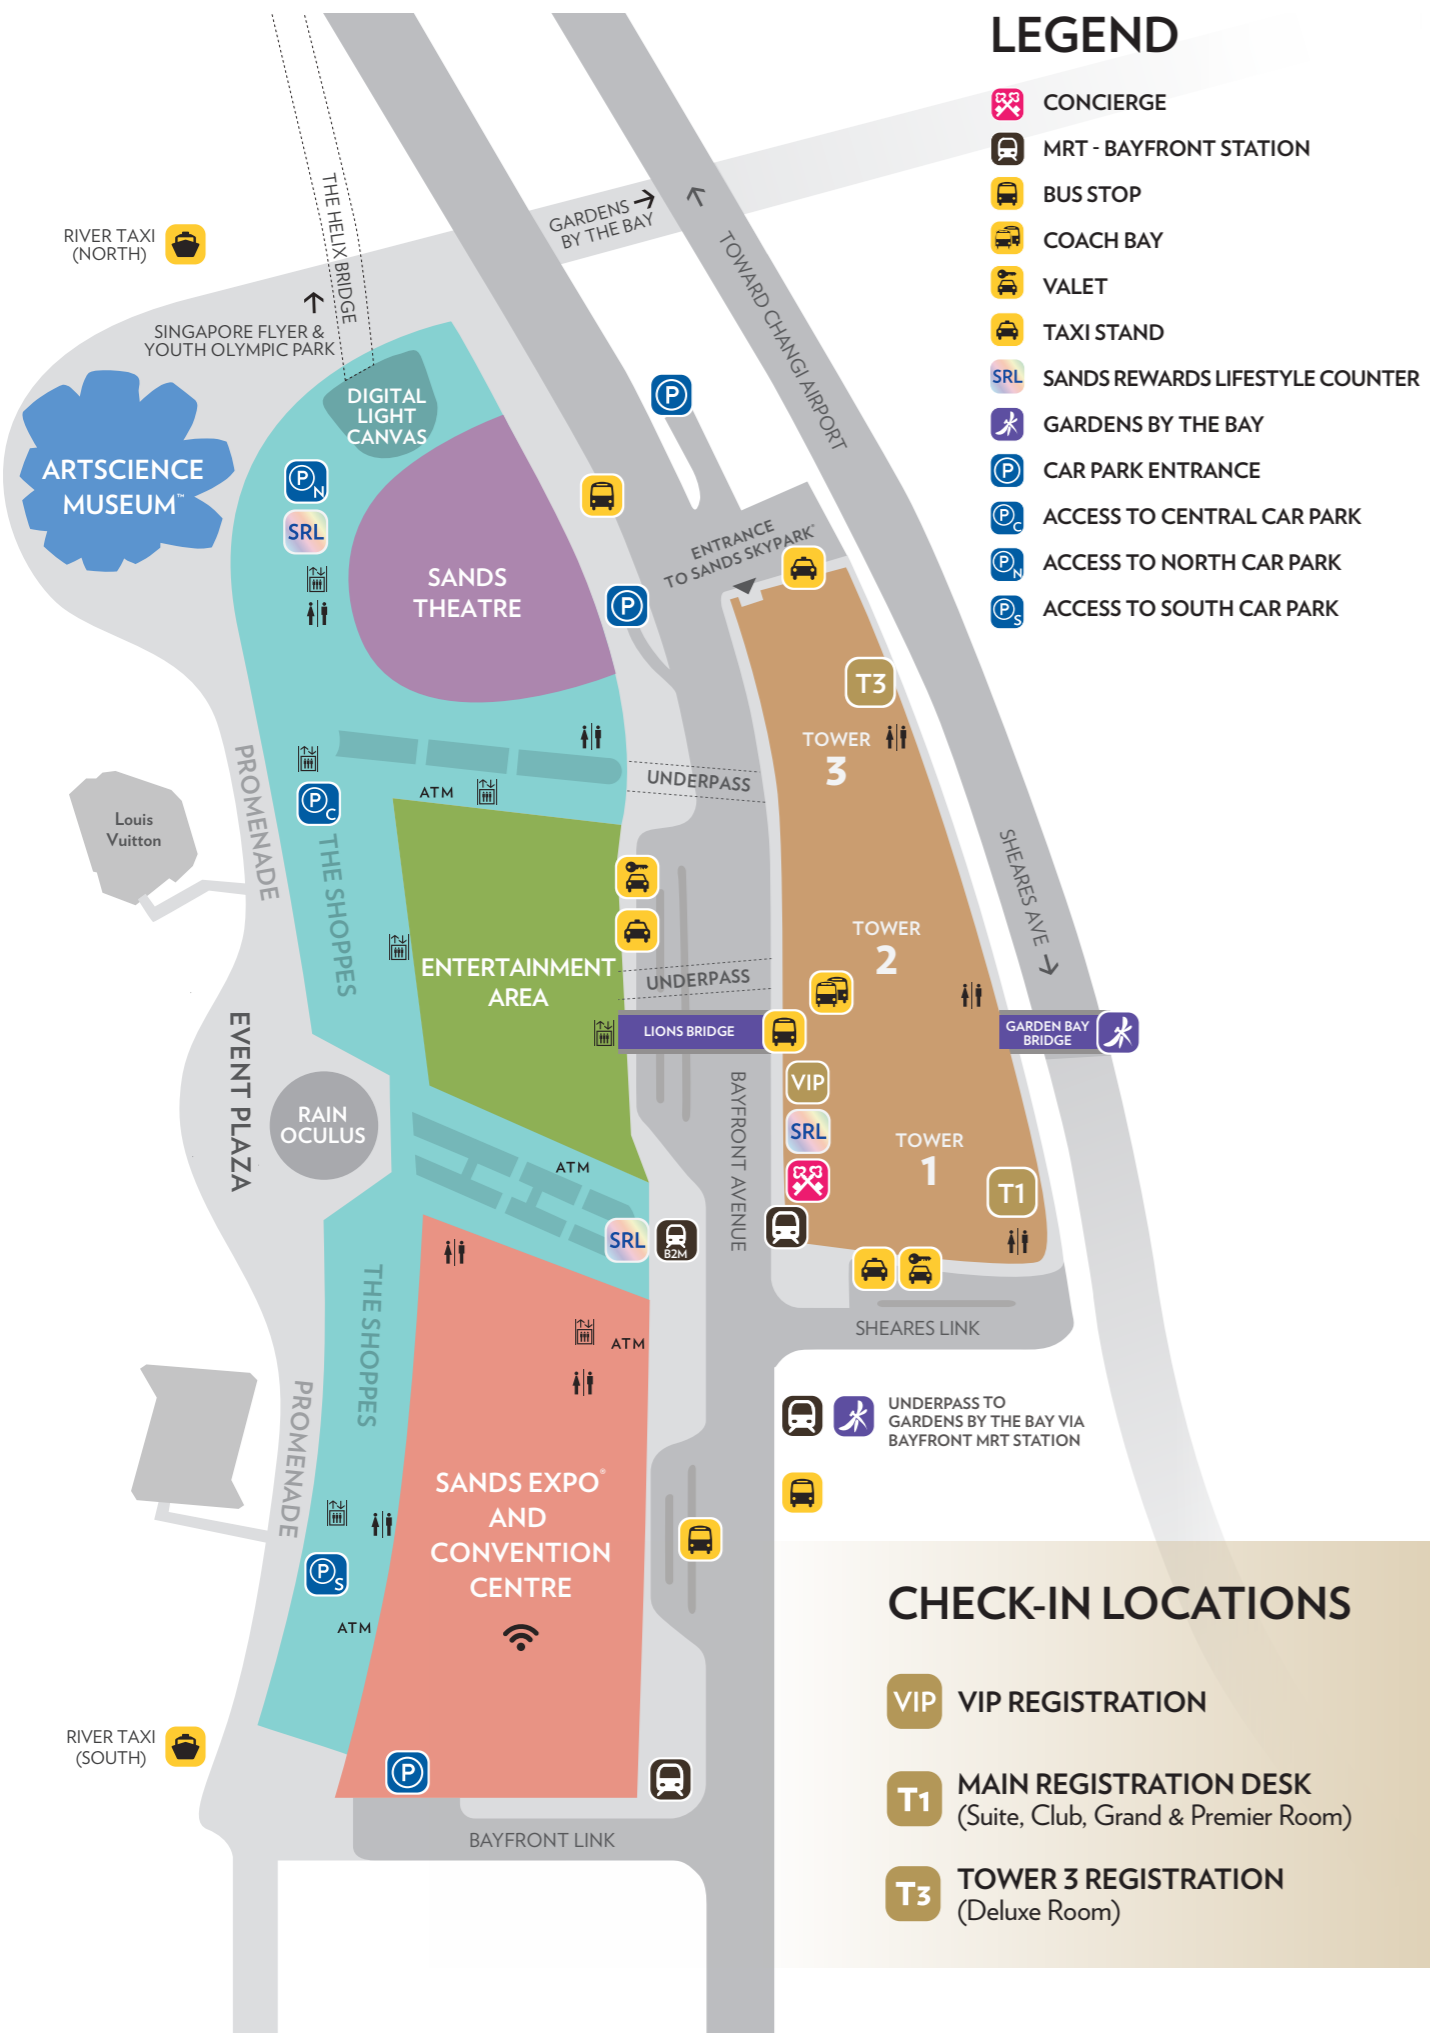 LEGEND
CONCIERGE
MRT - BAYFRONT STATION
BUS STOP
COACH BAY
VALET
TAXI STAND
SRL SANDS REWARDS LIFESTYLE COUNTER
GARDENS BY THE BAY
P CAR PARK ENTRANCE
PC ACCESS TO CENTRAL CAR PARK
PN ACCESS TO NORTH CAR PARK
PS ACCESS TO SOUTH CAR PARK
THE HELIX BRIDGE
GARDENS
BY THE BAY
RIVER TAXI
(NORTH)
SINGAPORE FLYER &
YOUTH OLYMPIC PARK
TOWARD CHANGI AIRPORT
DIGITAL
LIGHT
CANVAS
P
ARTSCIENCE
MUSEUM™
PN
SRL
ENTRANCE
TO SANDS SKYPARK®
SANDS
THEATRE
P
T3
TOWER
3
PROMENADE
UNDERPASS
ATM
PC
Louis
Vuitton
THE SHOPPES
SHEARES AVE
TOWER
2
ENTERTAINMENT
AREA
UNDERPASS
LIONS BRIDGE
GARDEN BAY
BRIDGE
EVENT PLAZA
BAYFRONT AVENUE
VIP
RAIN
OCULUS
SRL
TOWER
1
ATM
T1
SRL
B2M
THE SHOPPES
SHEARES LINK
ATM
PROMENADE
UNDERPASS TO
GARDENS BY THE BAY VIA
BAYFRONT MRT STATION
SANDS EXPO®
AND
CONVENTION
CENTRE
PS
ATM
RIVER TAXI
(SOUTH)
P
BAYFRONT LINK
CHECK-IN LOCATIONS
VIP VIP REGISTRATION
T1 MAIN REGISTRATION DESK
(Suite, Club, Grand & Premier Room)
T3 TOWER 3 REGISTRATION
(Deluxe Room)